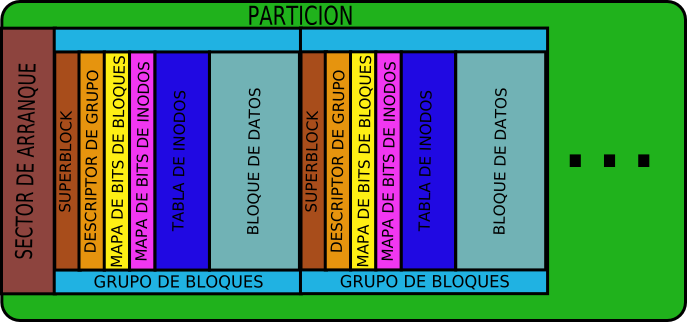 PARTICION
SECTOR DE ARRANQUE
SUPERBLOCK
DESCRIPTOR DE GRUPO
MAPA DE BITS DE BLOQUES
MAPA DE BITS DE INODOS
TABLA DE INODOS
BLOQUE DE DATOS
GRUPO DE BLOQUES
SUPERBLOCK
DESCRIPTOR DE GRUPO
MAPA DE BITS DE BLOQUES
MAPA DE BITS DE INODOS
TABLA DE INODOS
BLOQUE DE DATOS
GRUPO DE BLOQUES